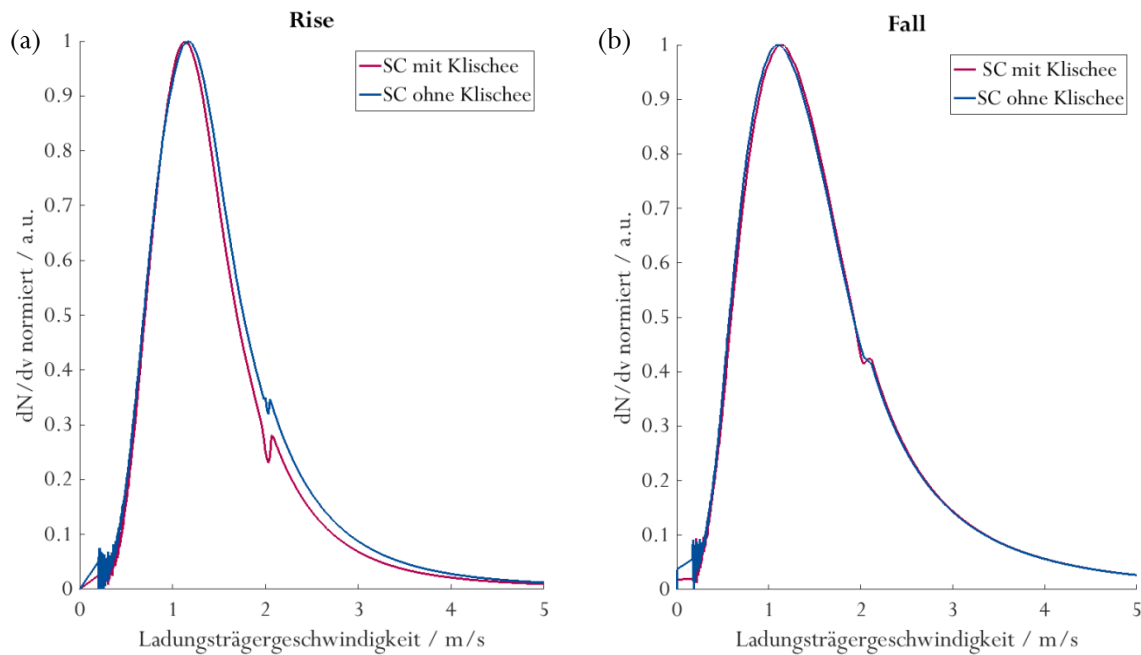 (a)
Rise
SC mit Klischee
SC ohne Klischee
dN/dv normiert / a.u.
1
0.9
0.8
0.7
0.6
0.5
0.4
0.3
0.2
0.1
0
0 1 2 3 4 5
Ladungsträgergeschwindigkeit / m/s
(b)
Fall
SC mit Klischee
SC ohne Klischee
dN/dv normiert / a.u.
1
0.9
0.8
0.7
0.6
0.5
0.4
0.3
0.2
0.1
0
0 1 2 3 4 5
Ladungsträgergeschwindigkeit / m/s